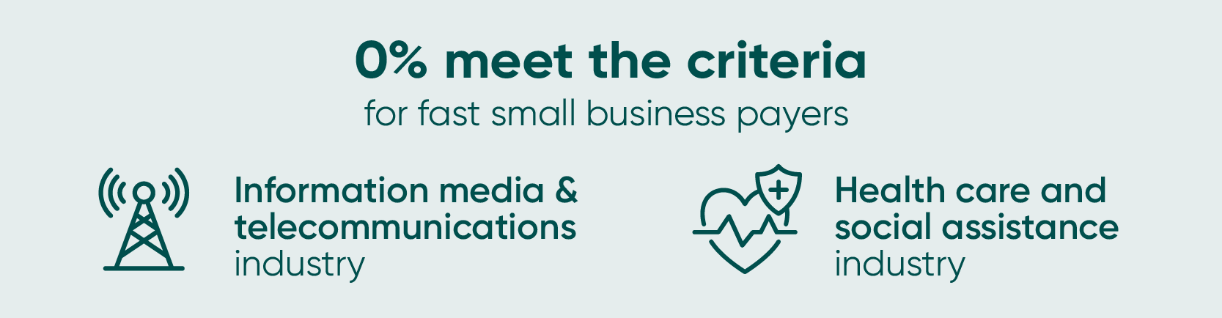 0% meet the criteria
for fast small business payers
Information media &
telecommunications
industry
Health care and
social assistance
industry